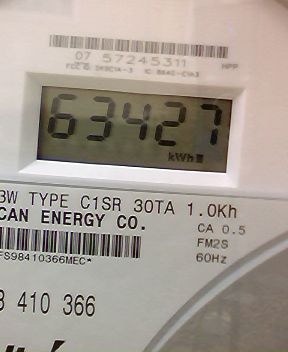 07 57245311
HPP
63427
kWh
3W TYPE C1SR 30TA 1.0Kh
CAN ENERGY CO.
CA 0.5
FM2S
60Hz
FS98410366MEC*
410 366